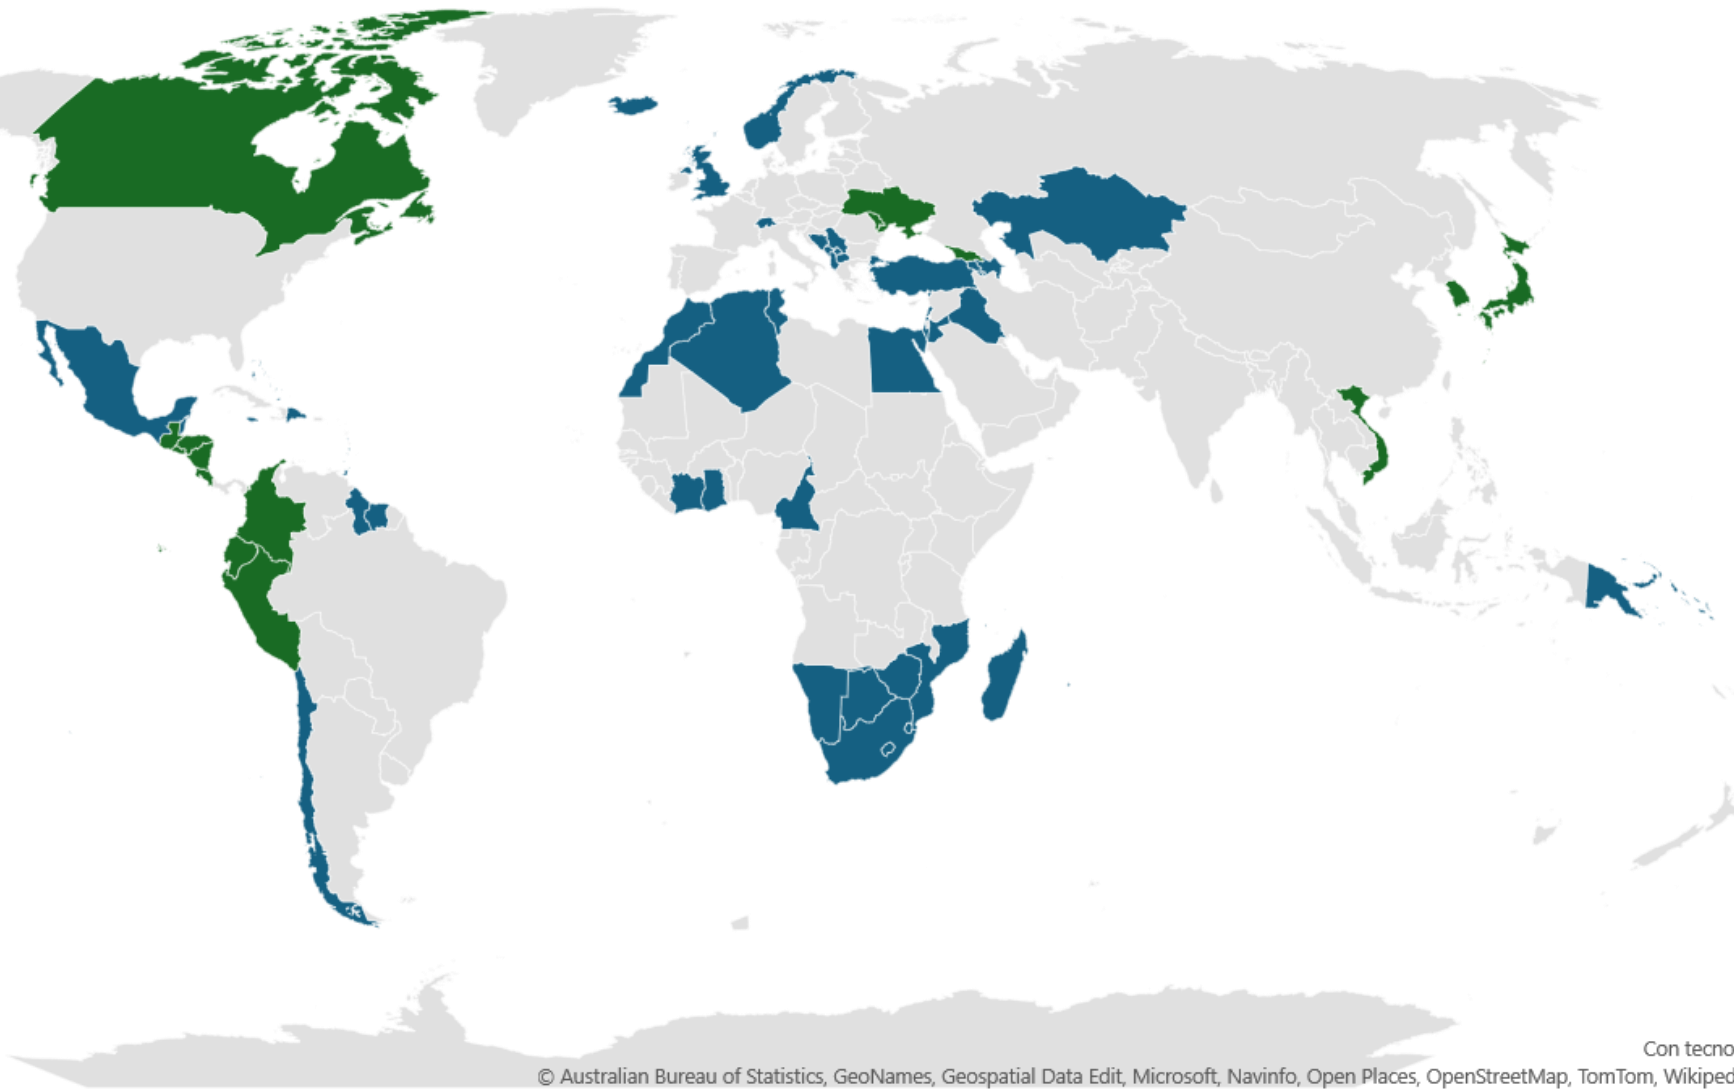 Con tecno
© Australian Bureau of Statistics, GeoNames, Geospatial Data Edit, Microsoft, Navinfo, Open Places, OpenStreetMap, TomTom, Wikiped